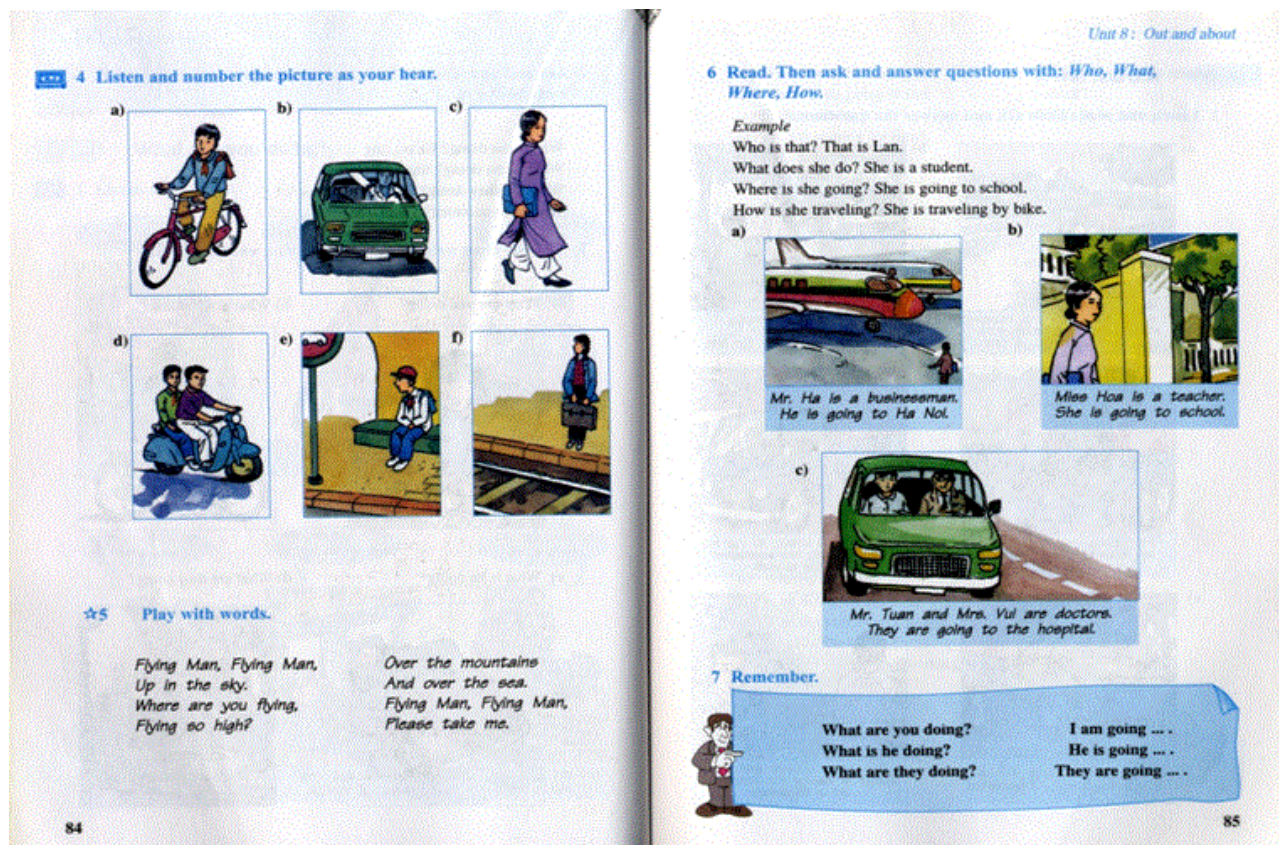 4 Listen and number the picture as your hear.
a)
b)
c)
d)
e)
f)
☆5 Play with words.
Flying Man, Flying Man,
Up in the sky.
Where are you flying,
Flying so high?
Over the mountains
And over the sea.
Flying Man, Flying Man,
Please take me.
84
Unit 8 : Out and about
6 Read. Then ask and answer questions with: Who, What,
Where, How.
Example
Who is that? That is Lan.
What does she do? She is a student.
Where is she going? She is going to school.
How is she traveling? She is traveling by bike.
a)
Mr. Ha is a businessman.
He is going to Ha Noi.
b)
Miss Hoa is a teacher.
She is going to school.
c)
Mr. Tuan and Mrs. Vui are doctors.
They are going to the hospital.
7 Remember.
What are you doing? I am going ... .
What is he doing? He is going ... .
What are they doing? They are going ... .
85